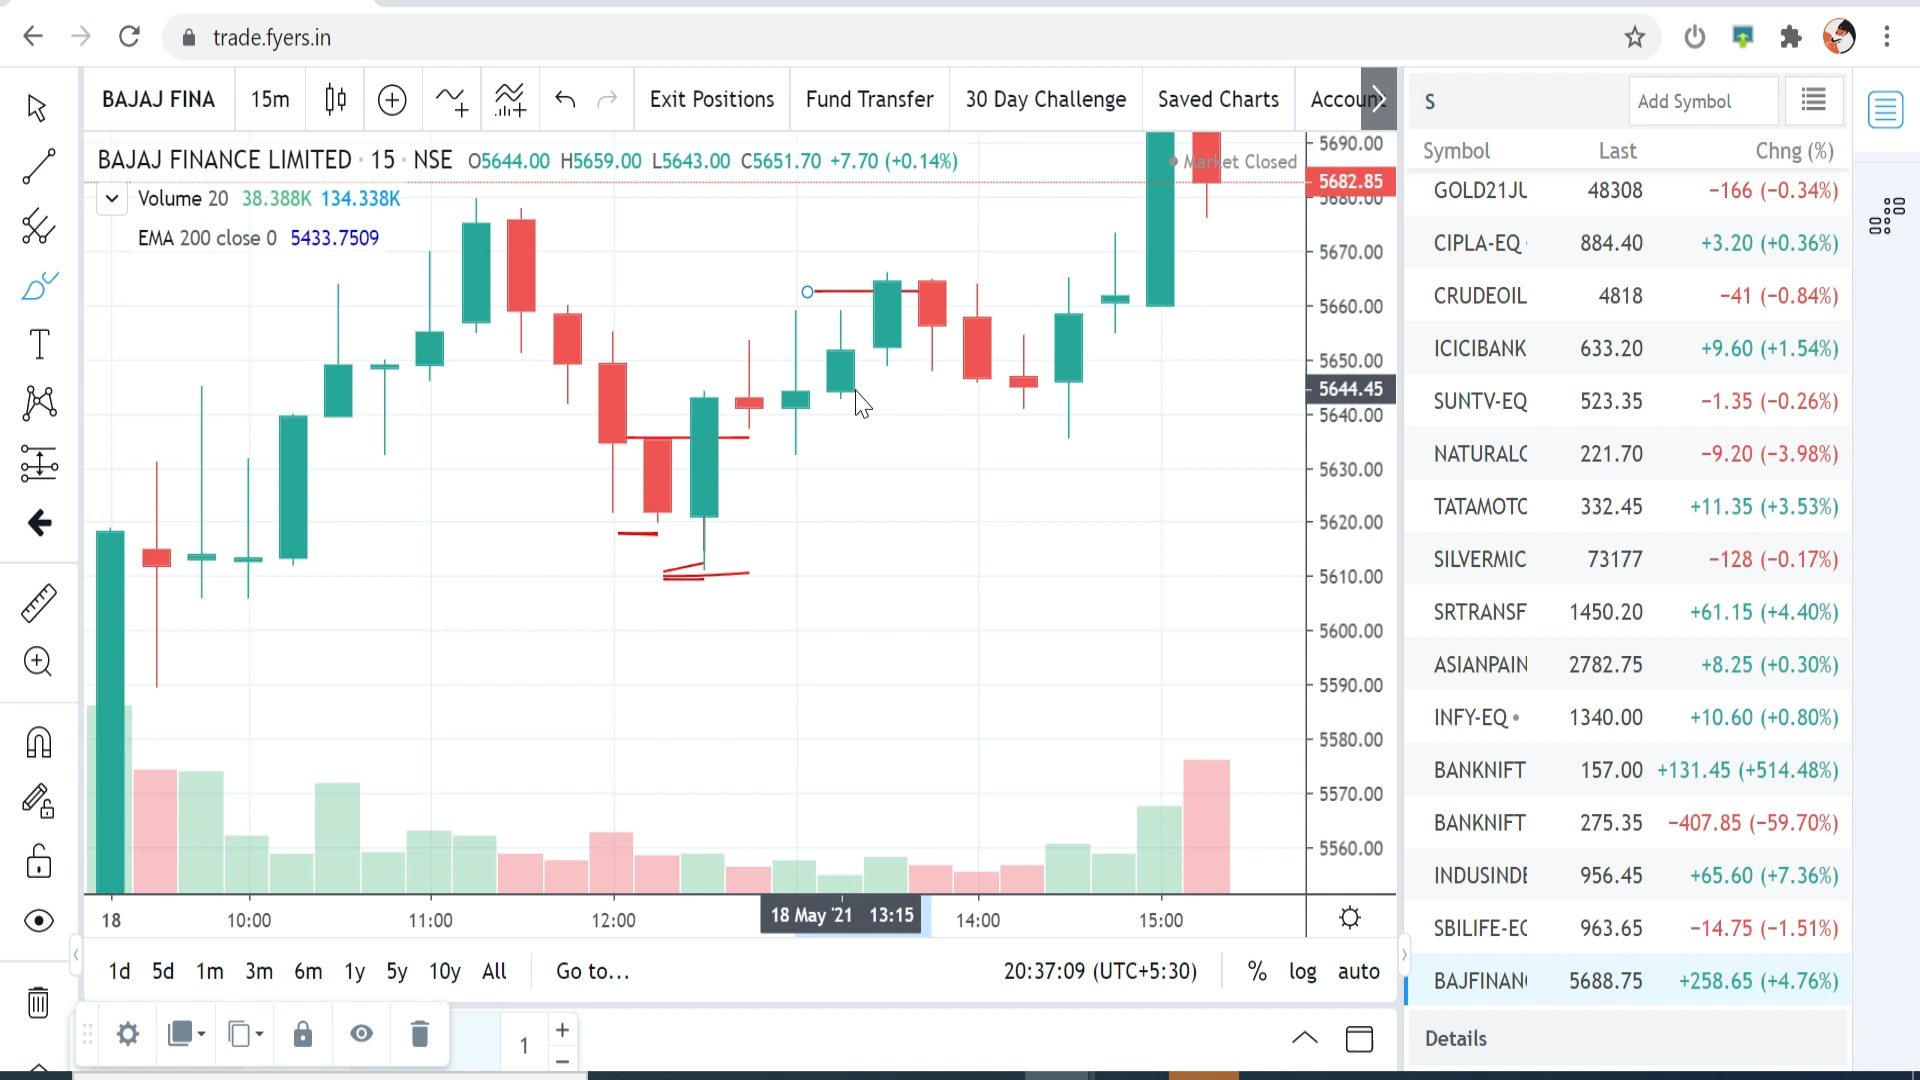 trade.fyers.in
BAJAJ FINA 15m Exit Positions Fund Transfer 30 Day Challenge Saved Charts Accoun
BAJAJ FINANCE LIMITED · 15 · NSE O5644.00 H5659.00 L5643.00 C5651.70 +7.70 (+0.14%)
Market Closed
Volume 20 38.388K 134.338K
EMA 200 close 0 5433.7509
5690.00
5682.85
5680.00
5670.00
5660.00
5650.00
5644.45
5640.00
5630.00
5620.00
5610.00
5600.00
5590.00
5580.00
5570.00
5560.00
18 10:00 11:00 12:00 18 May '21 13:15 14:00 15:00
1d 5d 1m 3m 6m 1y 5y 10y All Go to... 20:37:09 (UTC+5:30) % log auto
1
S Add Symbol
Symbol Last Chng (%)
GOLD21JU 48308 −166 (−0.34%)
CIPLA-EQ 884.40 +3.20 (+0.36%)
CRUDEOIL 4818 −41 (−0.84%)
ICICIBANK 633.20 +9.60 (+1.54%)
SUNTV-EQ 523.35 −1.35 (−0.26%)
NATURALC 221.70 −9.20 (−3.98%)
TATAMOTO 332.45 +11.35 (+3.53%)
SILVERMIC 73177 −128 (−0.17%)
SRTRANSF 1450.20 +61.15 (+4.40%)
ASIANPAIN 2782.75 +8.25 (+0.30%)
INFY-EQ 1340.00 +10.60 (+0.80%)
BANKNIFT 157.00 +131.45 (+514.48%)
BANKNIFT 275.35 −407.85 (−59.70%)
INDUSINDE 956.45 +65.60 (+7.36%)
SBILIFE-EQ 963.65 −14.75 (−1.51%)
BAJFINAN 5688.75 +258.65 (+4.76%)
Details